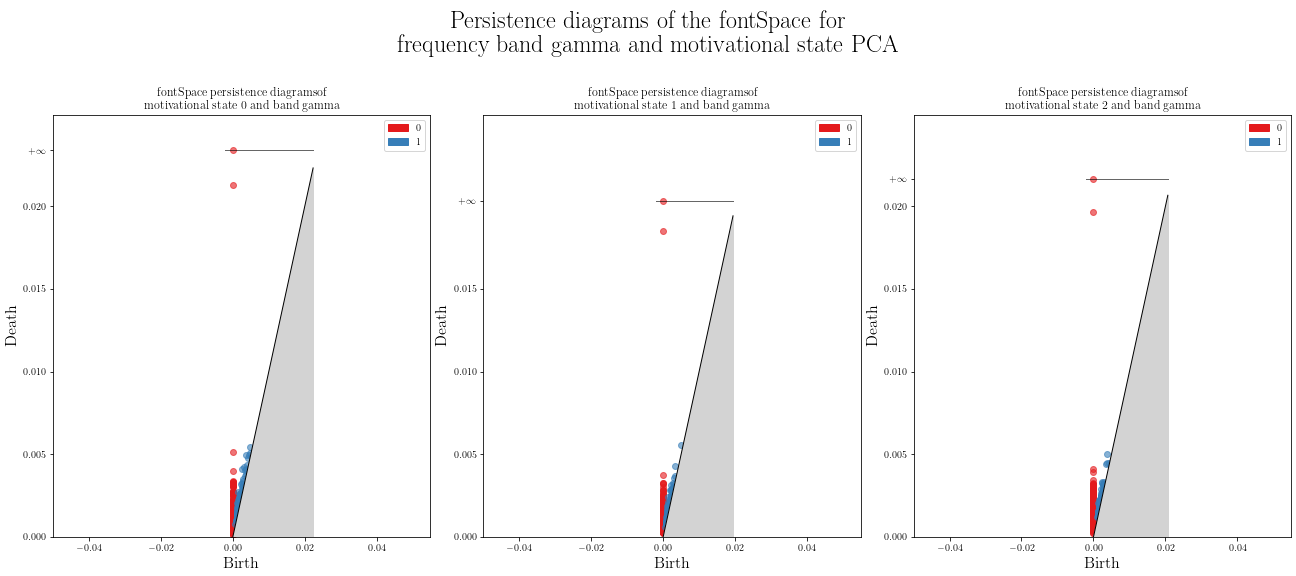 Persistence diagrams of the fontSpace for
frequency band gamma and motivational state PCA
fontSpace persistence diagramsof
motivational state 0 and band gamma
0
1
+∞
0.020
0.015
0.010
0.005
0.000
Death
−0.04
−0.02
0.00
0.02
0.04
Birth
fontSpace persistence diagramsof
motivational state 1 and band gamma
0
1
+∞
0.015
0.010
0.005
0.000
Death
−0.04
−0.02
0.00
0.02
0.04
Birth
fontSpace persistence diagramsof
motivational state 2 and band gamma
0
1
+∞
0.020
0.015
0.010
0.005
0.000
Death
−0.04
−0.02
0.00
0.02
0.04
Birth